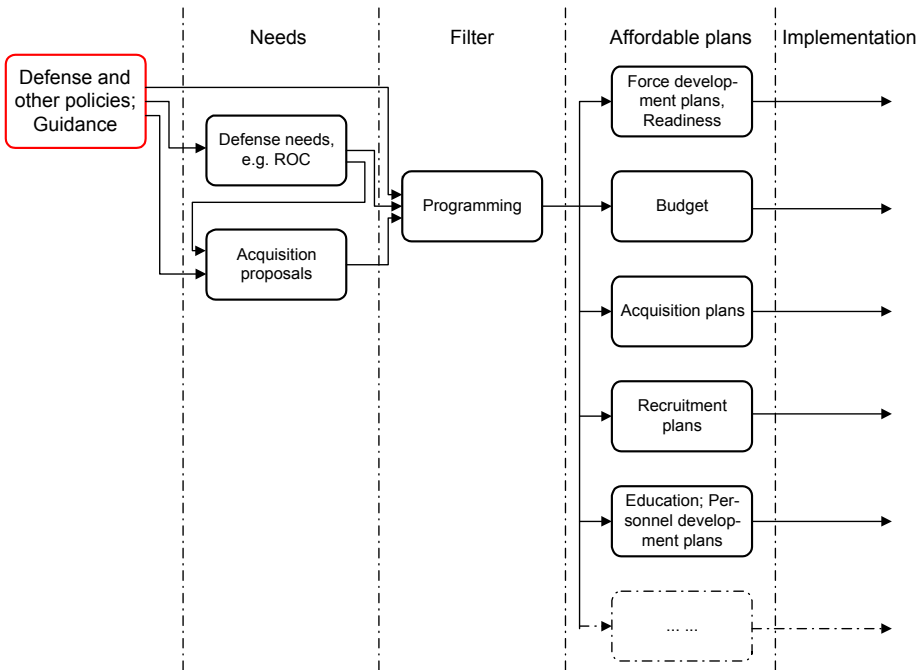 Needs
Filter
Affordable plans
Implementation
Defense and
other policies;
Guidance
Defense needs,
e.g. ROC
Acquisition
proposals
Programming
Force develop-
ment plans,
Readiness
Budget
Acquisition plans
Recruitment
plans
Education; Per-
sonnel develop-
ment plans
... ...